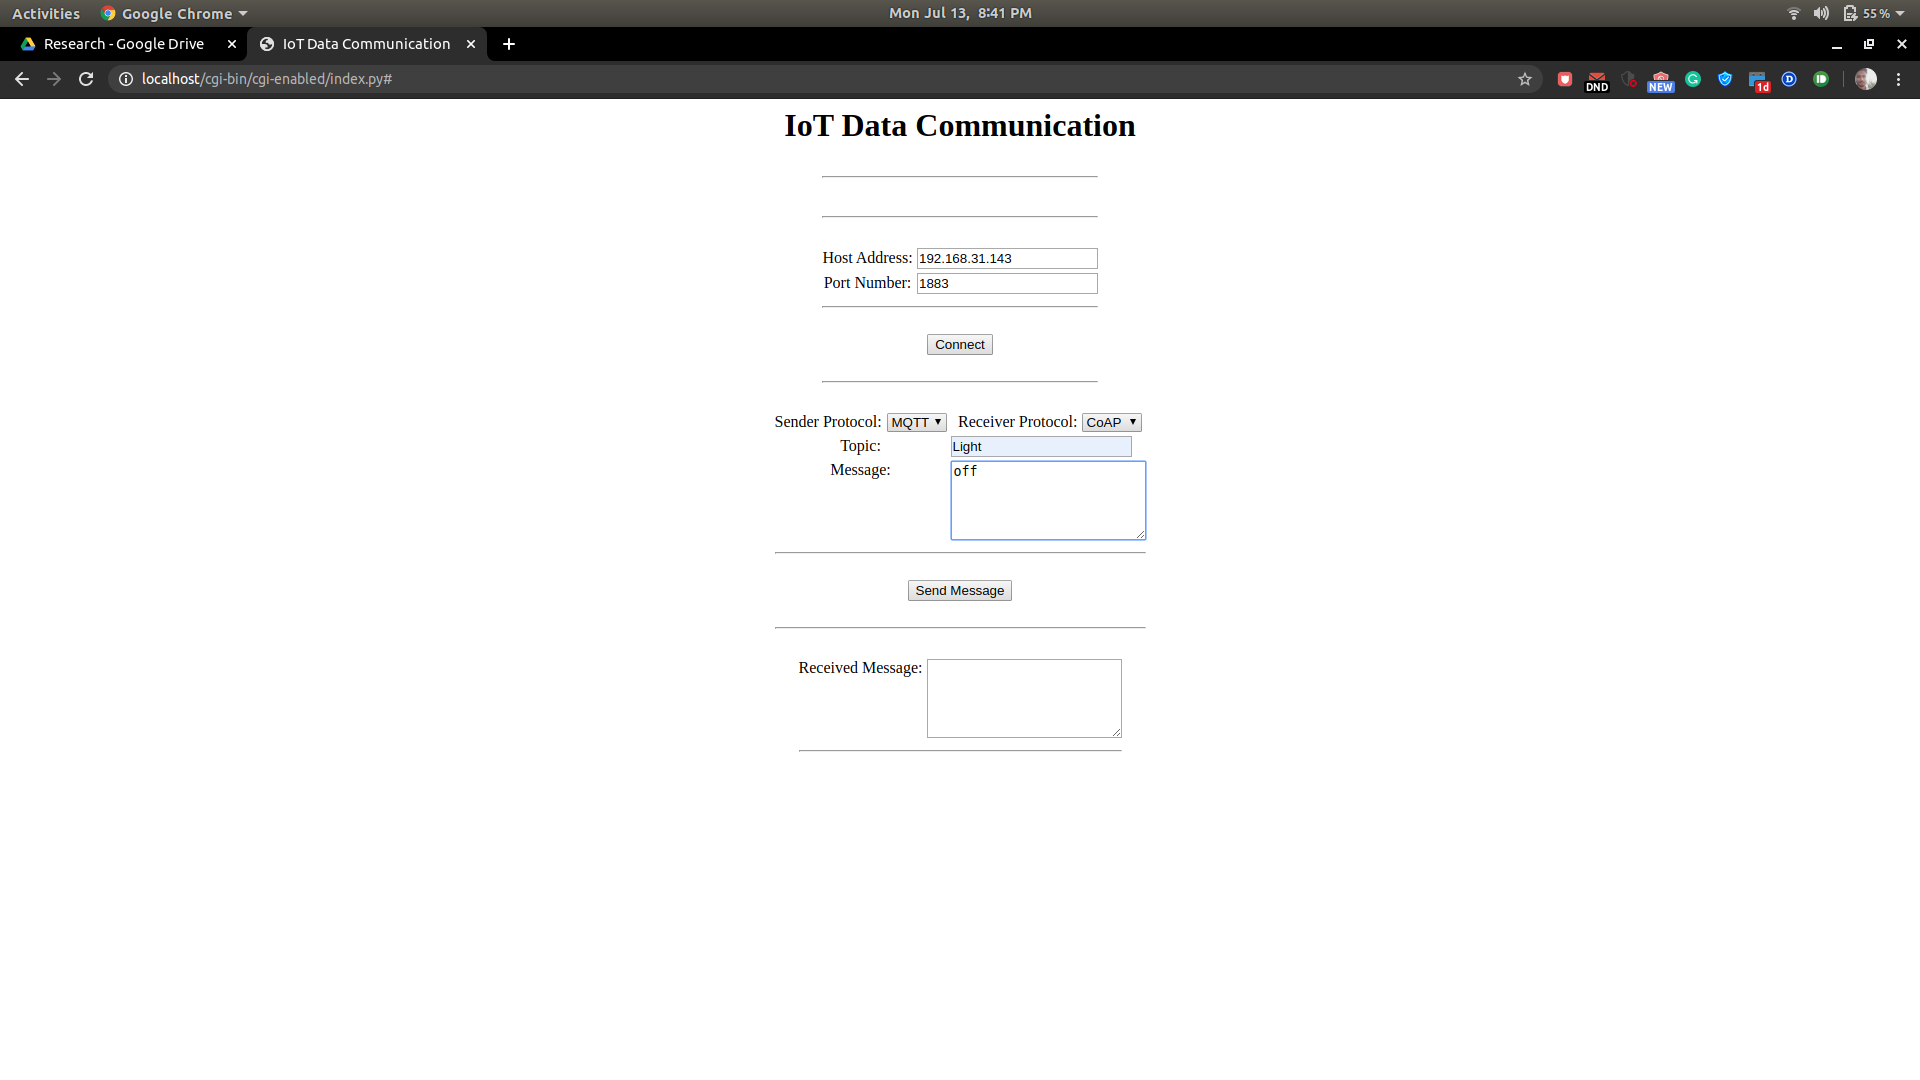 Activities Google Chrome Mon Jul 13, 8:41 PM 55 %
Research - Google Drive IoT Data Communication
localhost/cgi-bin/cgi-enabled/index.py# DND NEW 1d
IoT Data Communication
Host Address: 192.168.31.143
Port Number: 1883
Connect
Sender Protocol: MQTT Receiver Protocol: CoAP
Topic: Light
Message: off
Send Message
Received Message: